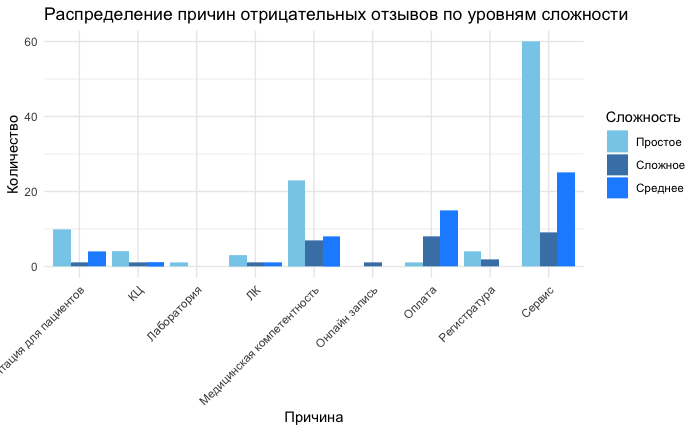 Распределение причин отрицательных отзывов по уровням сложности
Количество
60
40
20
0
для пациентов
КЦ
Лаборатория
ЛК
Медицинская компетентность
Онлайн запись
Оплата
Регистратура
Сервис
Причина
Сложность
Простое
Сложное
Среднее